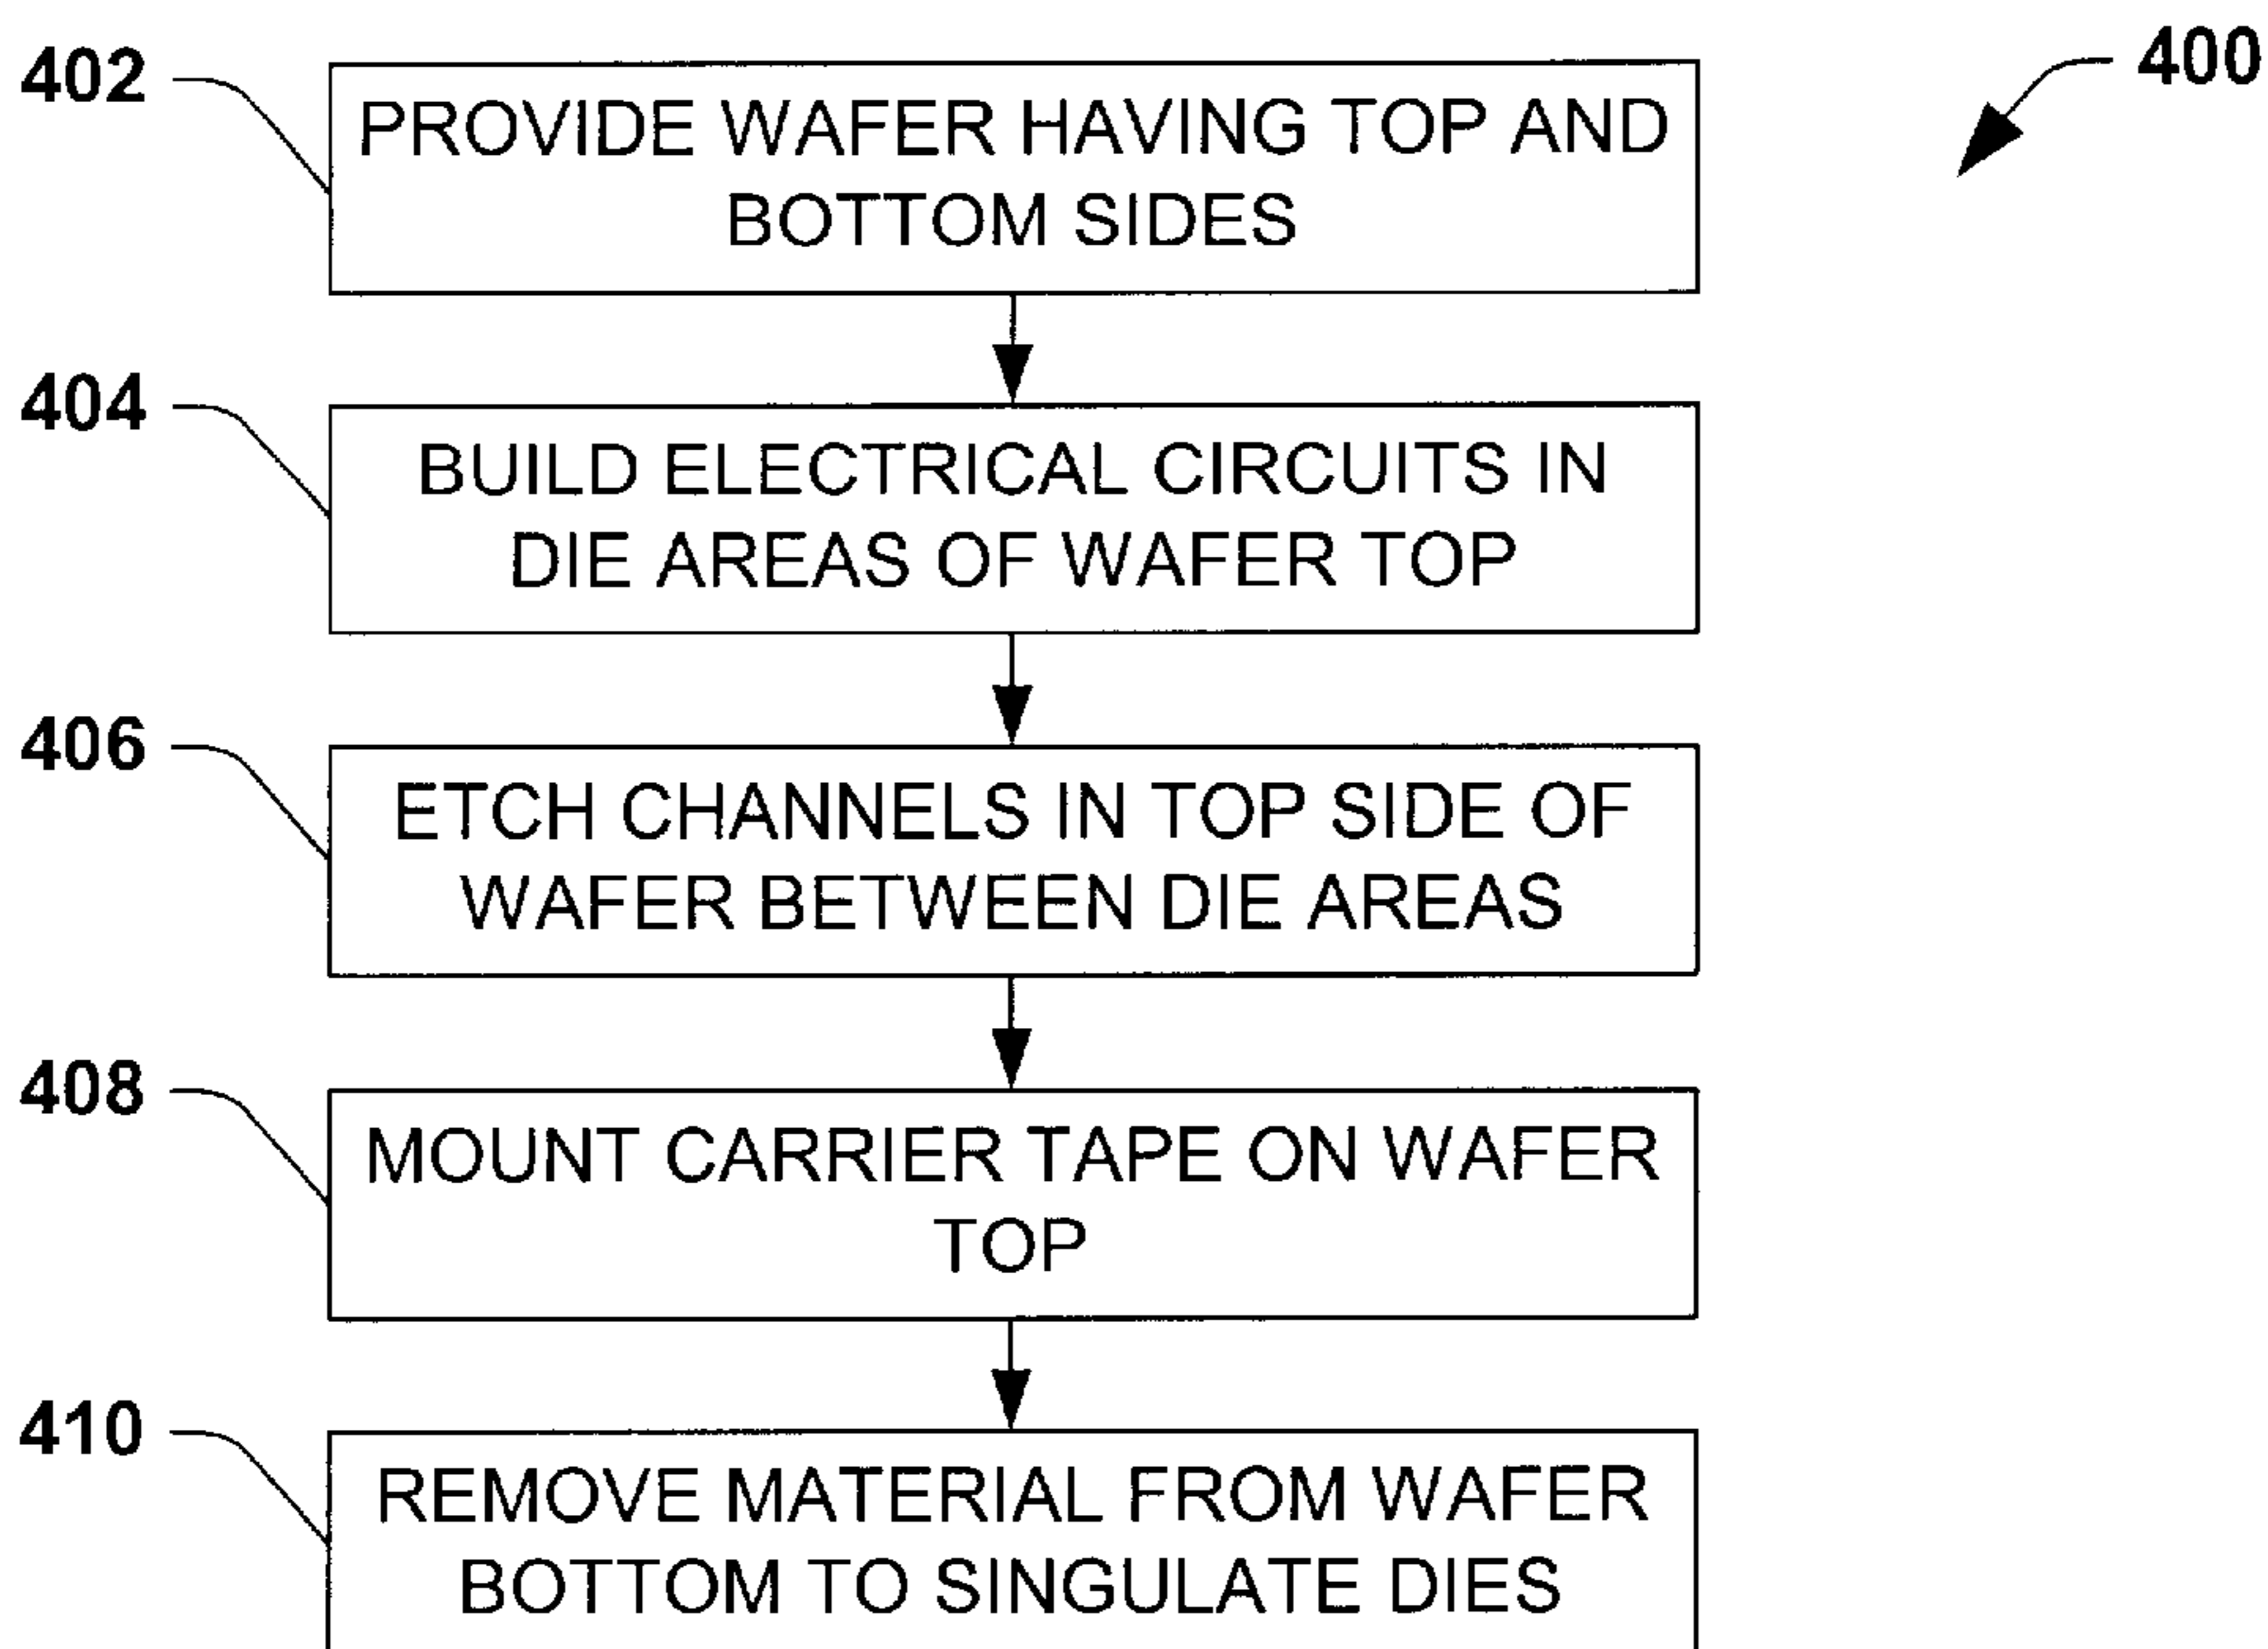 400
402
PROVIDE WAFER HAVING TOP AND
BOTTOM SIDES
404
BUILD ELECTRICAL CIRCUITS IN
DIE AREAS OF WAFER TOP
406
ETCH CHANNELS IN TOP SIDE OF
WAFER BETWEEN DIE AREAS
408
MOUNT CARRIER TAPE ON WAFER
TOP
410
REMOVE MATERIAL FROM WAFER
BOTTOM TO SINGULATE DIES